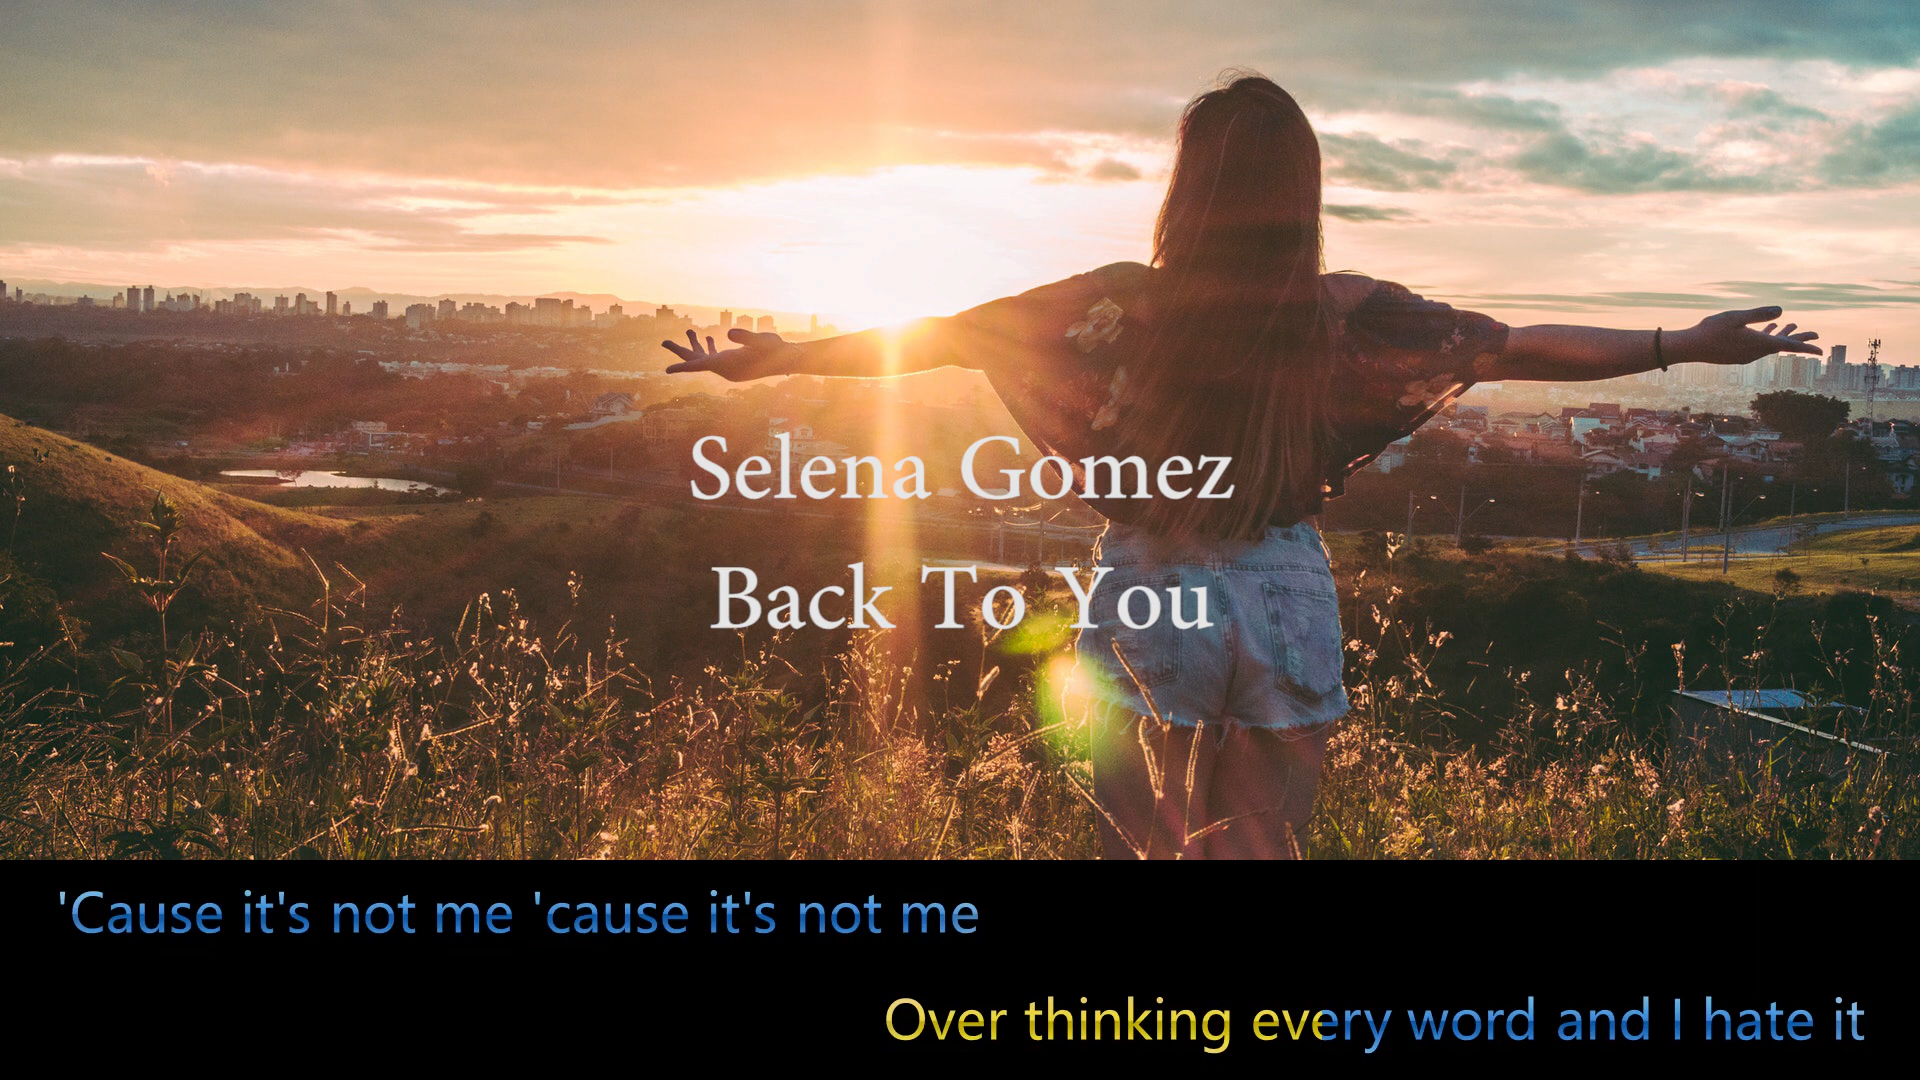 Selena Gomez
Back To You
'Cause it's not me 'cause it's not me
Over thinking every word and I hate it